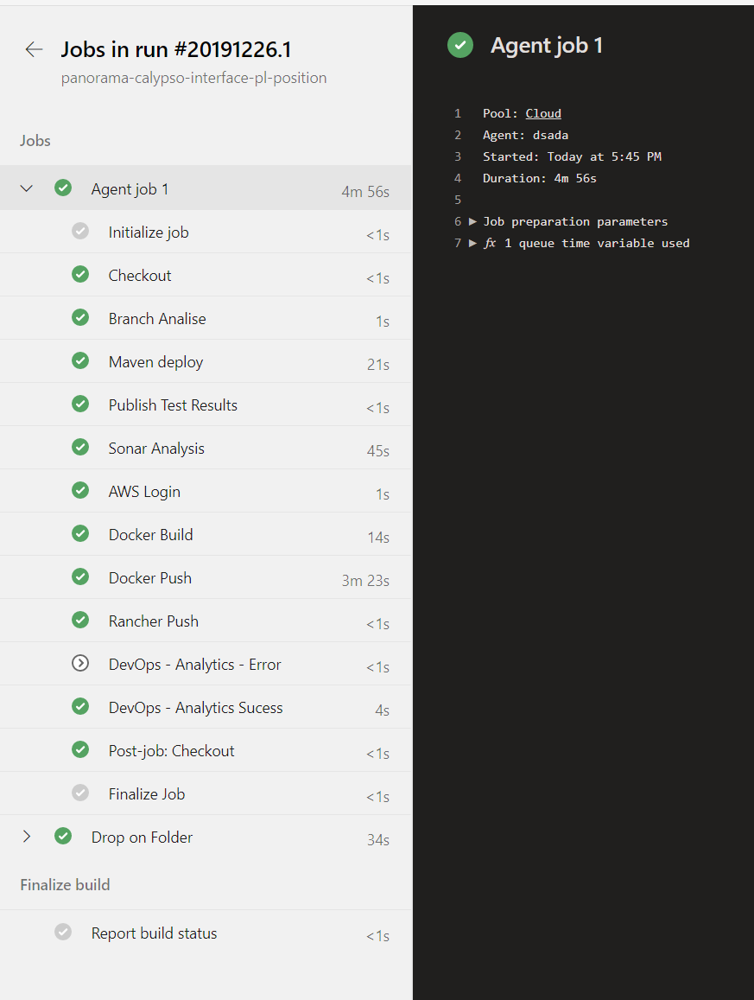 Jobs in run #20191226.1
panorama-calypso-interface-pl-position
Jobs
Agent job 1 4m 56s
Initialize job <1s
Checkout <1s
Branch Analise 1s
Maven deploy 21s
Publish Test Results <1s
Sonar Analysis 45s
AWS Login 1s
Docker Build 14s
Docker Push 3m 23s
Rancher Push <1s
DevOps - Analytics - Error <1s
DevOps - Analytics Sucess 4s
Post-job: Checkout <1s
Finalize Job <1s
Drop on Folder 34s
Finalize build
Report build status <1s
Agent job 1
1 Pool: Cloud
2 Agent: dsada
3 Started: Today at 5:45 PM
4 Duration: 4m 56s
5
6 ▶ Job preparation parameters
7 ▶ fx 1 queue time variable used